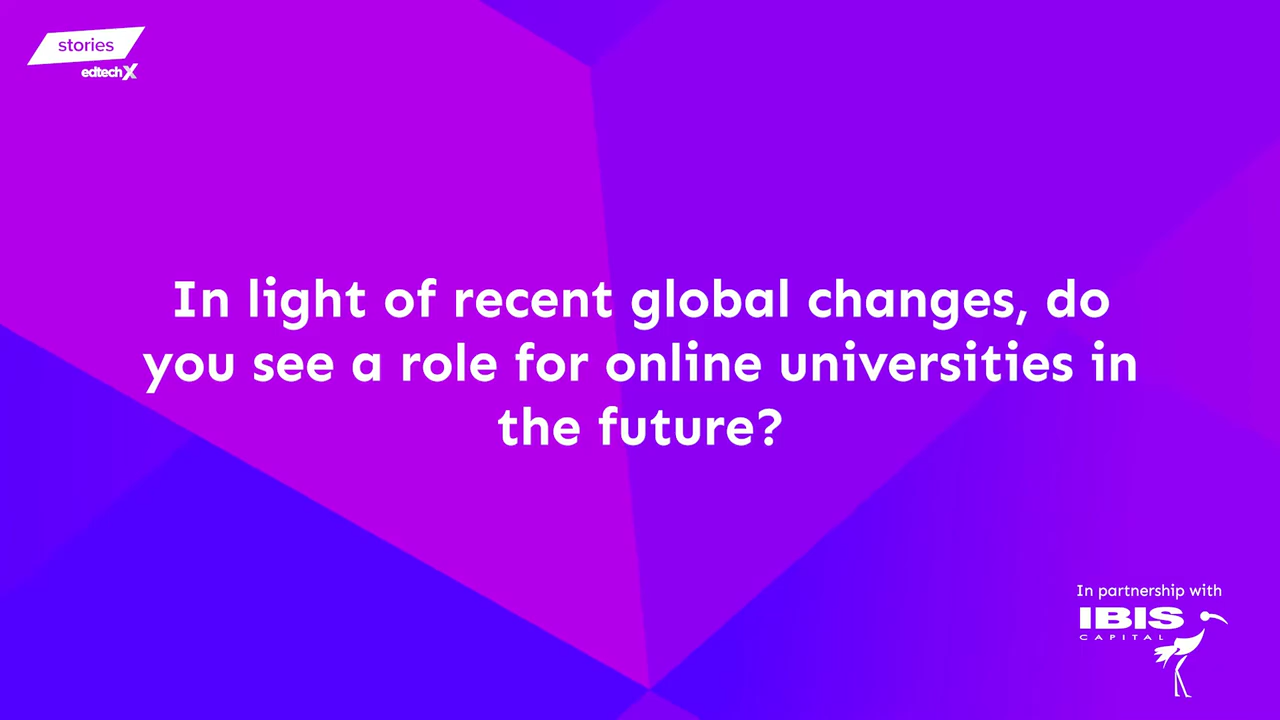 stories
edtechX
In light of recent global changes, do
you see a role for online universities in
the future?
In partnership with
IBIS
CAPITAL